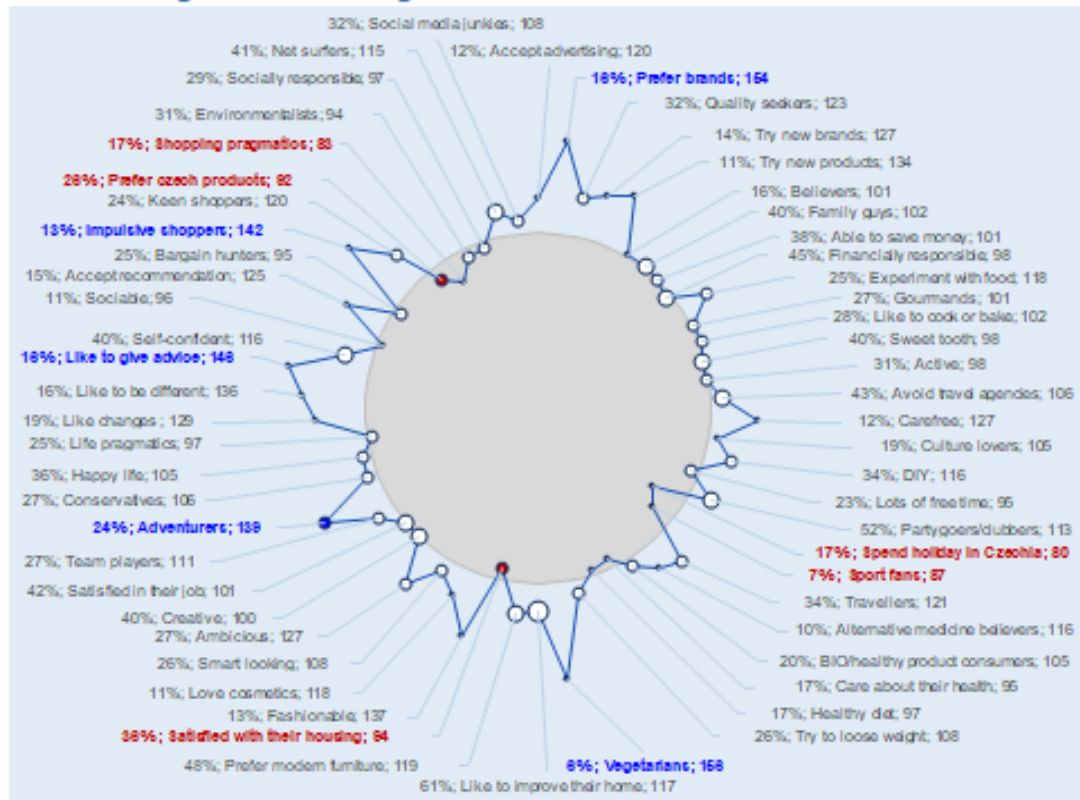 32%; Social media junkies; 108
41%; Net surfers; 115
12%; Accept advertising; 120
29%; Socially responsible; 97
16%; Prefer brands; 154
32%; Quality seekers; 123
31%; Environmentalists; 94
14%; Try new brands; 127
17%; Shopping pragmatics; 83
11%; Try new products; 134
26%; Prefer czech products; 92
16%; Believers; 101
24%; Keen shoppers; 120
40%; Family guys; 102
13%; Impulsive shoppers; 142
38%; Able to save money; 101
25%; Bargain hunters; 95
45%; Financially responsible; 98
15%; Accept recommendation; 125
25%; Experiment with food; 118
11%; Sociable; 96
27%; Gourmands; 101
28%; Like to cook or bake; 102
40%; Self-confident; 116
40%; Sweet tooth; 98
16%; Like to give advice; 146
31%; Active; 98
16%; Like to be different; 136
43%; Avoid travel agencies; 106
19%; Like changes ; 129
12%; Carefree; 127
25%; Life pragmatics; 97
19%; Culture lovers; 105
36%; Happy life; 105
34%; DIY; 116
27%; Conservatives; 106
23%; Lots of free time; 95
24%; Adventurers; 139
52%; Partygoers/clubbers; 113
17%; Spend holiday in Czechia; 80
27%; Team players; 111
7%; Sport fans; 87
42%; Satisfied in their job; 101
34%; Travellers; 121
40%; Creative; 100
10%; Alternative medicine believers; 116
27%; Ambicious; 127
26%; Smart looking; 108
20%; BIO/healthy product consumers; 105
11%; Love cosmetics; 118
17%; Care about their health; 95
13%; Fashionable; 137
17%; Healthy diet; 97
36%; Satisfied with their housing; 94
26%; Try to loose weight; 108
48%; Prefer modern furniture; 119
6%; Vegetarians; 156
61%; Like to improve their home; 117